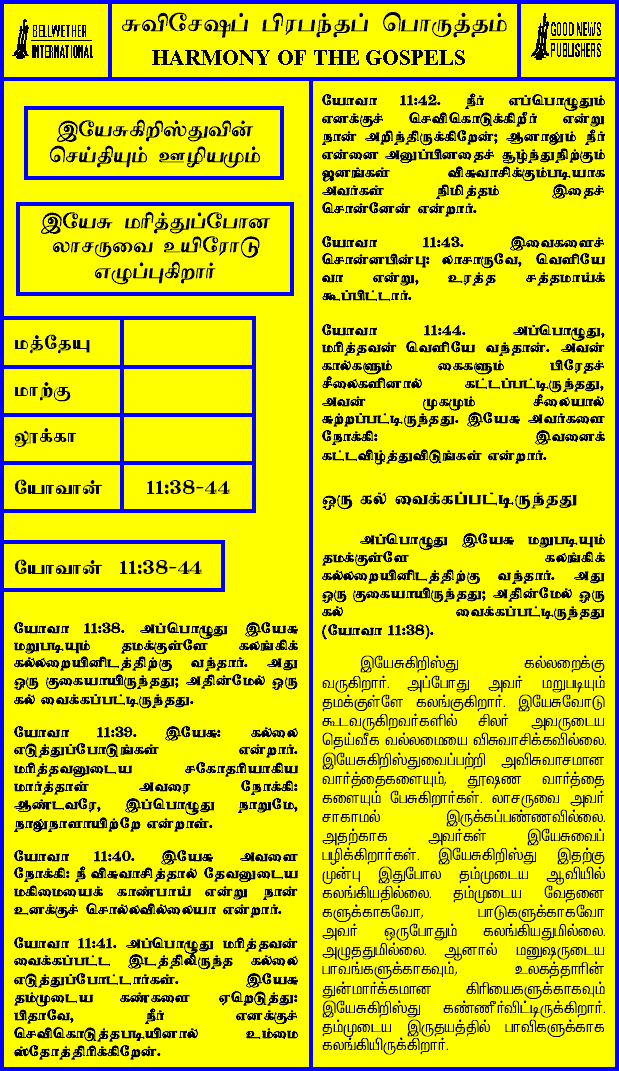 BELLWETHER
INTERNATIONAL
சுவிசேஷப் பிரபந்தப் பொருத்தம்
HARMONY OF THE GOSPELS
GOOD NEWS
PUBLISHERS
இயேசுகிறிஸ்துவின்
செய்தியும் ஊழியமும்
இயேசு மரித்துப்போன
லாசருவை உயிரோடு
எழுப்புகிறார்
மத்தேயு
மாற்கு
லூக்கா
யோவான் 11:38-44
யோவான் 11:38-44
யோவா 11:38. அப்பொழுது இயேசு
மறுபடியும் தமக்குள்ளே கலங்கிக்
கல்லறையினிடத்திற்கு வந்தார். அது
ஒரு குகையாயிருந்தது; அதின்மேல் ஒரு
கல் வைக்கப்பட்டிருந்தது.
யோவா 11:39. இயேசு: கல்லை
எடுத்துப்போடுங்கள் என்றார்.
மரித்தவனுடைய சகோதரியாகிய
மார்த்தாள் அவரை நோக்கி:
ஆண்டவரே, இப்பொழுது நாறுமே,
நாலுநாளாயிற்றே என்றாள்.
யோவா 11:40. இயேசு அவளை
நோக்கி: நீ விசுவாசித்தால் தேவனுடைய
மகிமையைக் காண்பாய் என்று நான்
உனக்குச் சொல்லவில்லையா என்றார்.
யோவா 11:41. அப்பொழுது மரித்தவன்
வைக்கப்பட்ட இடத்திலிருந்த கல்லை
எடுத்துப்போட்டார்கள். இயேசு
தம்முடைய கண்களை ஏறெடுத்து:
பிதாவே, நீர் எனக்குச்
செவிகொடுத்தபடியினால் உம்மை
ஸ்தோத்திரிக்கிறேன்.
யோவா 11:42. நீர் எப்பொழுதும்
எனக்குச் செவிகொடுக்கிறீர் என்று
நான் அறிந்திருக்கிறேன்; ஆனாலும் நீர்
என்னை அனுப்பினதைச் சூழ்ந்துநிற்கும்
ஜனங்கள் விசுவாசிக்கும்படியாக
அவர்கள் நிமித்தம் இதைச்
சொன்னேன் என்றார்.
யோவா 11:43. இவைகளைச்
சொன்னபின்பு: லாசருவே, வெளியே
வா என்று, உரத்த சத்தமாய்க்
கூப்பிட்டார்.
யோவா 11:44. அப்பொழுது,
மரித்தவன் வெளியே வந்தான். அவன்
கால்களும் கைகளும் பிரேதச்
சீலைகளினால் கட்டப்பட்டிருந்தது,
அவன் முகமும் சீலையால்
சுற்றப்பட்டிருந்தது. இயேசு அவர்களை
நோக்கி: இவனைக்
கட்டவிழ்த்துவிடுங்கள் என்றார்.
ஒரு கல் வைக்கப்பட்டிருந்தது
அப்பொழுது இயேசு மறுபடியும்
தமக்குள்ளே கலங்கிக்
கல்லறையினிடத்திற்கு வந்தார். அது
ஒரு குகையாயிருந்தது; அதின்மேல் ஒரு
கல் வைக்கப்பட்டிருந்தது
(யோவா 11:38).
இயேசுகிறிஸ்து கல்லறைக்கு
வருகிறார். அப்போது அவர் மறுபடியும்
தமக்குள்ளே கலங்குகிறார். இயேசுவோடு
கூடவருகிறவர்களில் சிலர் அவருடைய
தெய்வீக வல்லமையை விசுவாசிக்கவில்லை.
இயேசுகிறிஸ்துவைப்பற்றி அவிசுவாசமான
வார்த்தைகளையும், தூஷண வார்த்தை
களையும் பேசுகிறார்கள். லாசருவை அவர்
சாகாமல் இருக்கப்பண்ணவில்லை.
அதற்காக அவர்கள் இயேசுவைப்
பழிக்கிறார்கள். இயேசுகிறிஸ்து இதற்கு
முன்பு இதுபோல தம்முடைய ஆவியில்
கலங்கியதில்லை. தம்முடைய வேதனை
களுக்காகவோ, பாடுகளுக்காகவோ
அவர் ஒருபோதும் கலங்கியதுமில்லை.
அழுததுமில்லை. ஆனால் மனுஷருடைய
பாவங்களுக்காகவும், உலகத்தாரின்
துன்மார்க்கமான கிரியைகளுக்காகவும்
இயேசுகிறிஸ்து கண்ணீர்விட்டிருக்கிறார்.
தம்முடைய இருதயத்தில் பாவிகளுக்காக
கலங்கியிருக்கிறார்.